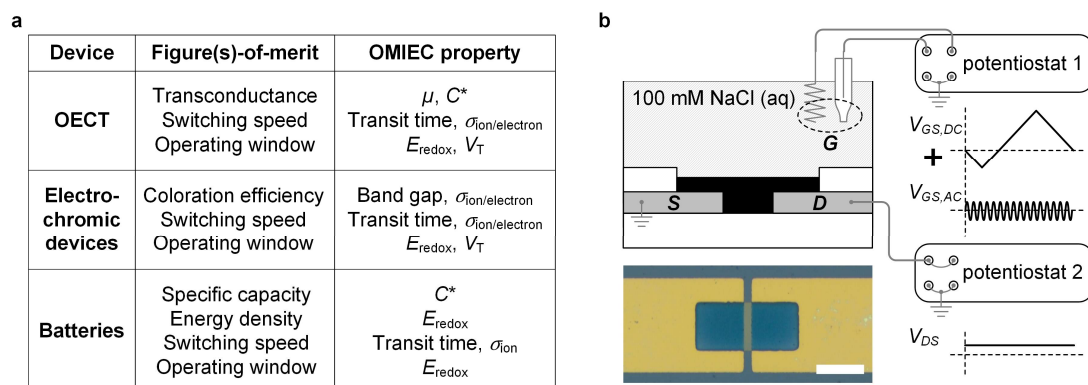 a
Device Figure(s)-of-merit OMIEC property
OECT
Transconductance
Switching speed
Operating window
μ, C*
Transit time, σion/electron
Eredox, VT
Electro-
chromic
devices
Coloration efficiency
Switching speed
Operating window
Band gap, σion/electron
Transit time, σion/electron
Eredox, VT
Batteries
Specific capacity
Energy density
Switching speed
Operating window
C*
Eredox
Transit time, σion
Eredox
b
potentiostat 1
100 mM NaCl (aq)
G
S
D
VGS,DC
+
VGS,AC
potentiostat 2
VDS